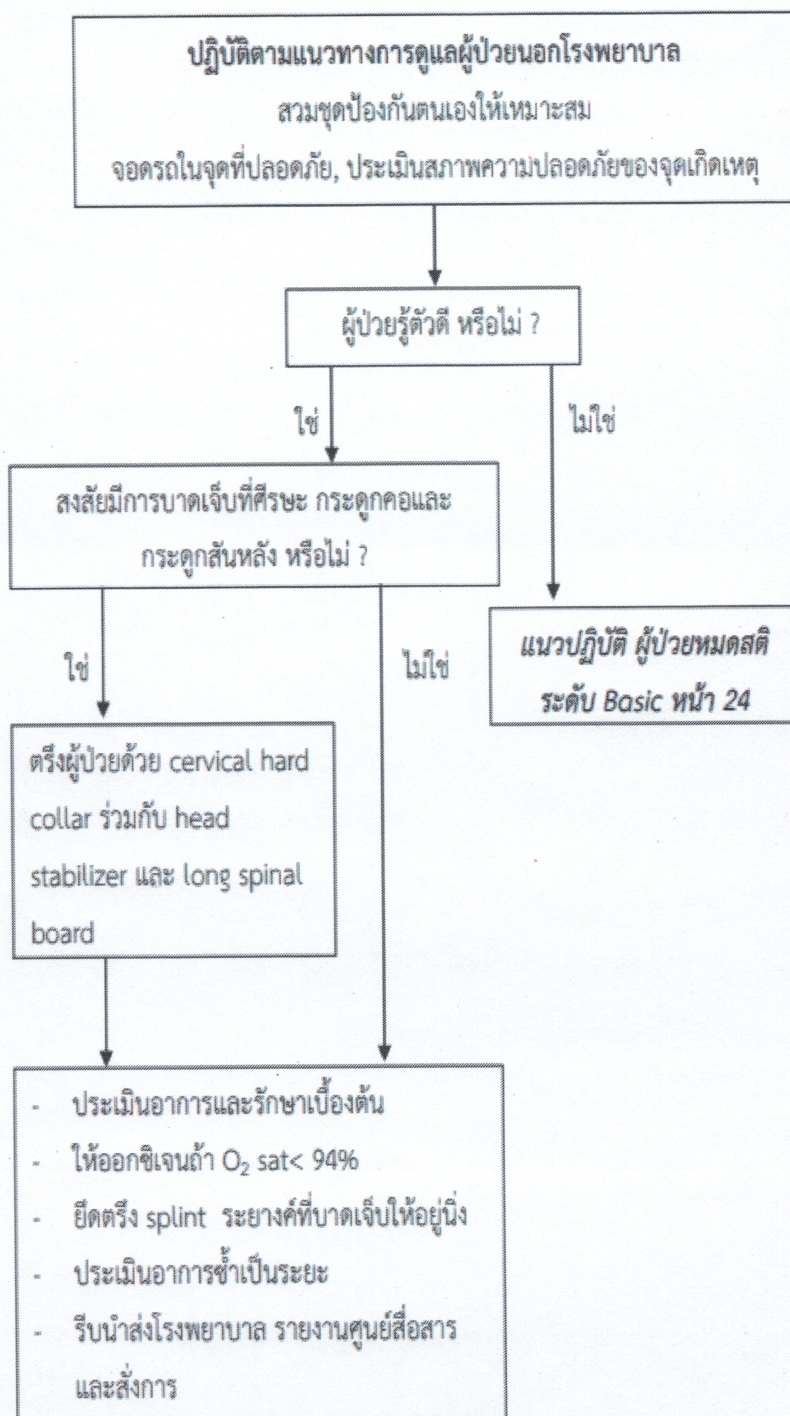 ปฏิบัติตามแนวทางการดูแลผู้ป่วยนอกโรงพยาบาล
สวมชุดป้องกันตนเองให้เหมาะสม
จอดรถในจุดที่ปลอดภัย, ประเมินสภาพความปลอดภัยของจุดเกิดเหตุ
ผู้ป่วยรู้ตัวดี หรือไม่ ?
ใช่
ไม่ใช่
สงสัยมีการบาดเจ็บที่ศีรษะ กระดูกคอและ
กระดูกสันหลัง หรือไม่ ?
แนวปฏิบัติ ผู้ป่วยหมดสติ
ระดับ Basic หน้า 24
ใช่
ไม่ใช่
ตรึงผู้ป่วยด้วย cervical hard
collar ร่วมกับ head
stabilizer และ long spinal
board
- ประเมินอาการและรักษาเบื้องต้น
- ให้ออกซิเจนถ้า O₂ sat< 94%
- ยึดตรึง splint ระยางค์ที่บาดเจ็บให้อยู่นิ่ง
- ประเมินอาการซ้ำเป็นระยะ
- รีบนำส่งโรงพยาบาล รายงานศูนย์สื่อสาร
และสั่งการ